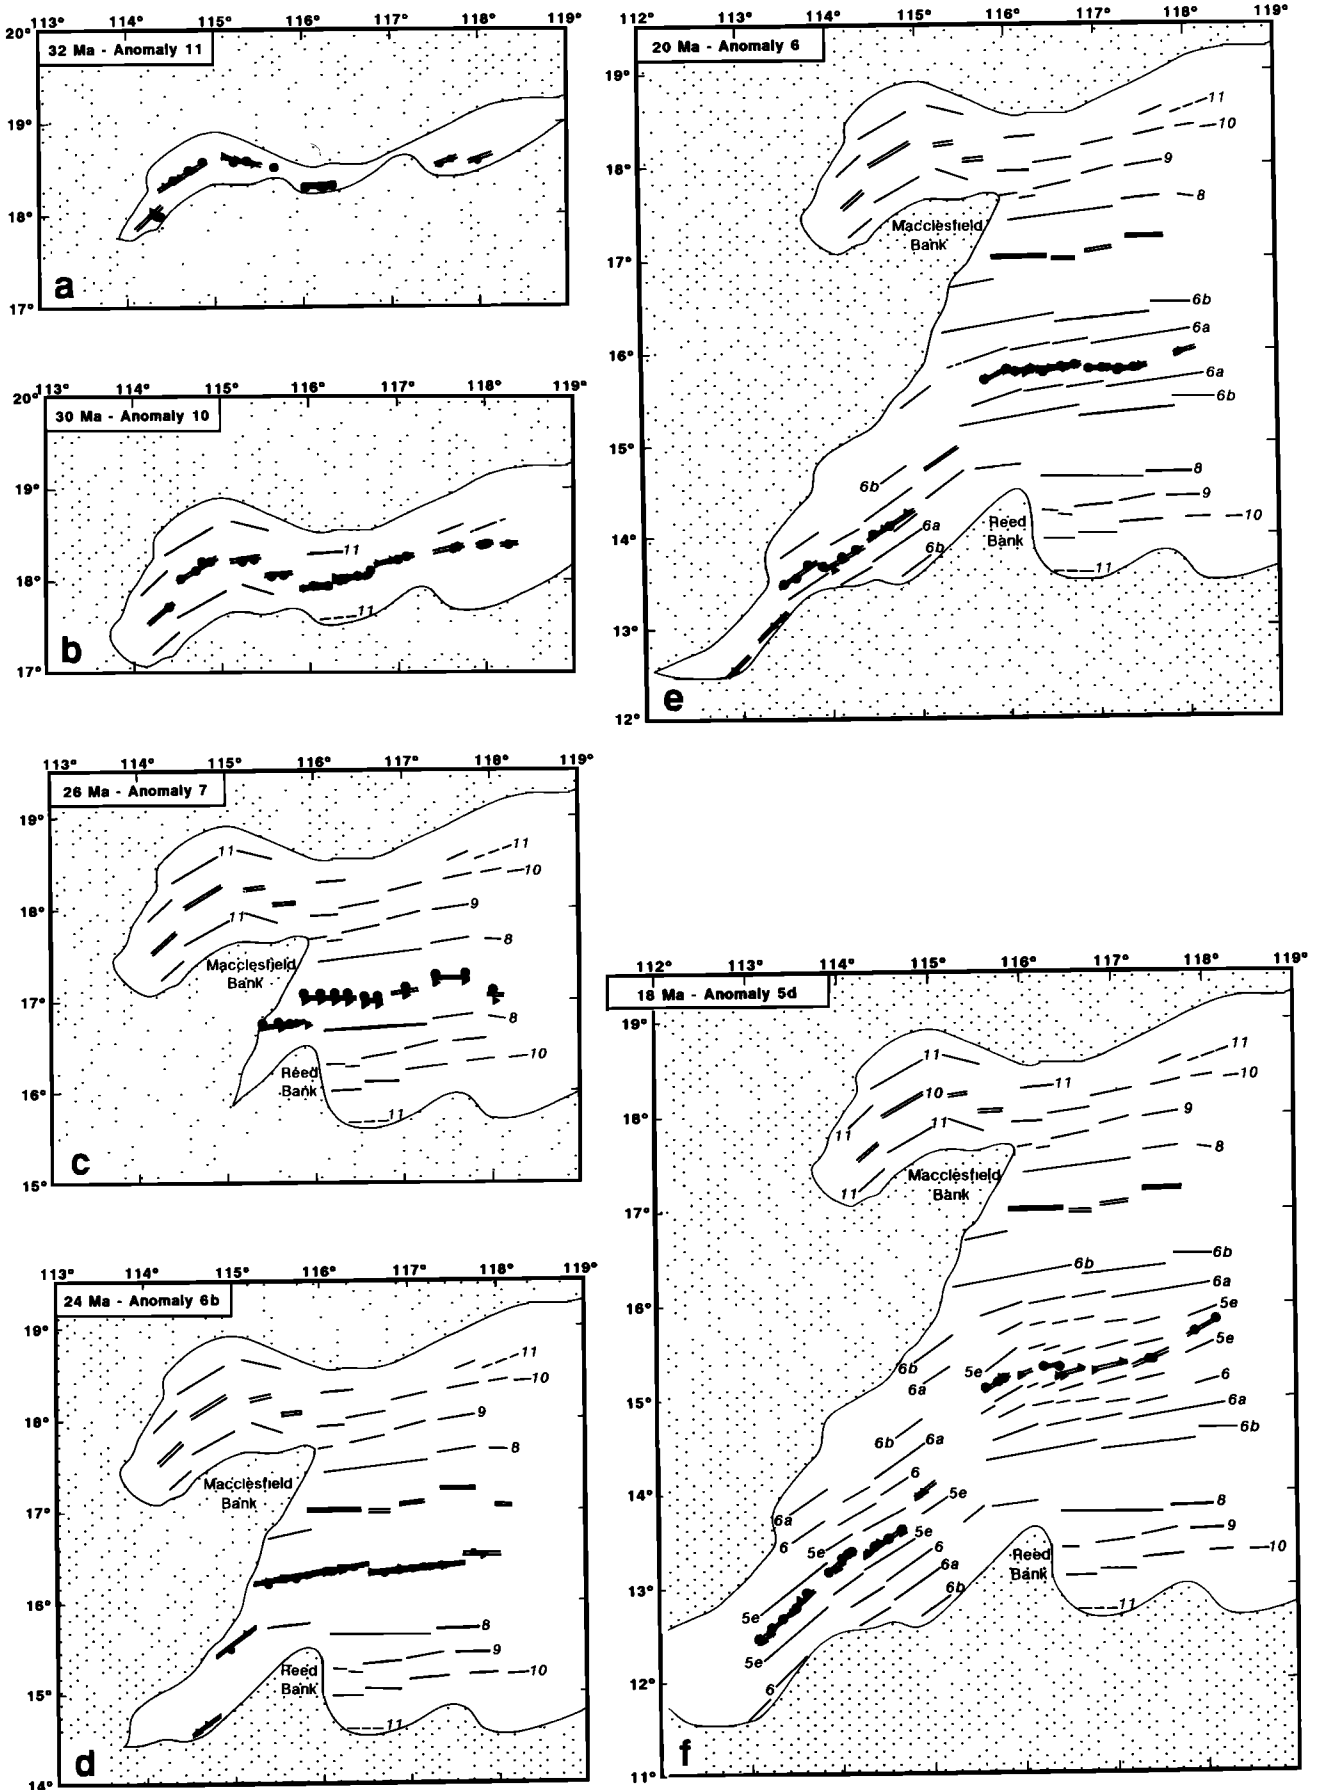 113° 114° 115° 116° 117° 118° 119°
20°
32 Ma - Anomaly 11
19°
18°
17°
a
113° 114° 115° 116° 117° 118° 119°
20°
30 Ma - Anomaly 10
19°
18°
17°
11
11
b
113° 114° 115° 116° 117° 118° 119°
26 Ma - Anomaly 7
19°
18°
17°
16°
15°
11
11
10
9
11
8
Macclesfield
Bank
8
Reed
Bank
10
11
c
113° 114° 115° 116° 117° 118° 119°
24 Ma - Anomaly 6b
19°
18°
17°
16°
15°
14°
11
10
9
8
Macclesfield
Bank
8
9
Reed
Bank
10
11
d
112° 113° 114° 115° 116° 117° 118° 119°
20 Ma - Anomaly 6
19°
18°
17°
16°
15°
14°
13°
12°
11
10
9
8
Macclesfield
Bank
6b
6a
6a
6b
8
6b
9
Reed
Bank
10
6a
6b
11
e
112° 113° 114° 115° 116° 117° 118° 119°
18 Ma - Anomaly 5d
19°
18°
17°
16°
15°
14°
13°
12°
11°
11
11
10
11
10
9
11
11
8
Macclesfield
Bank
11
6b
6b
6a
5e
5e
6b
5e
6
6a
6a
6b
6b
6a
6
5e
8
6a
5e
9
6
5e
6
Reed
Bank
10
6a
6b
11
5e
5e
6
f